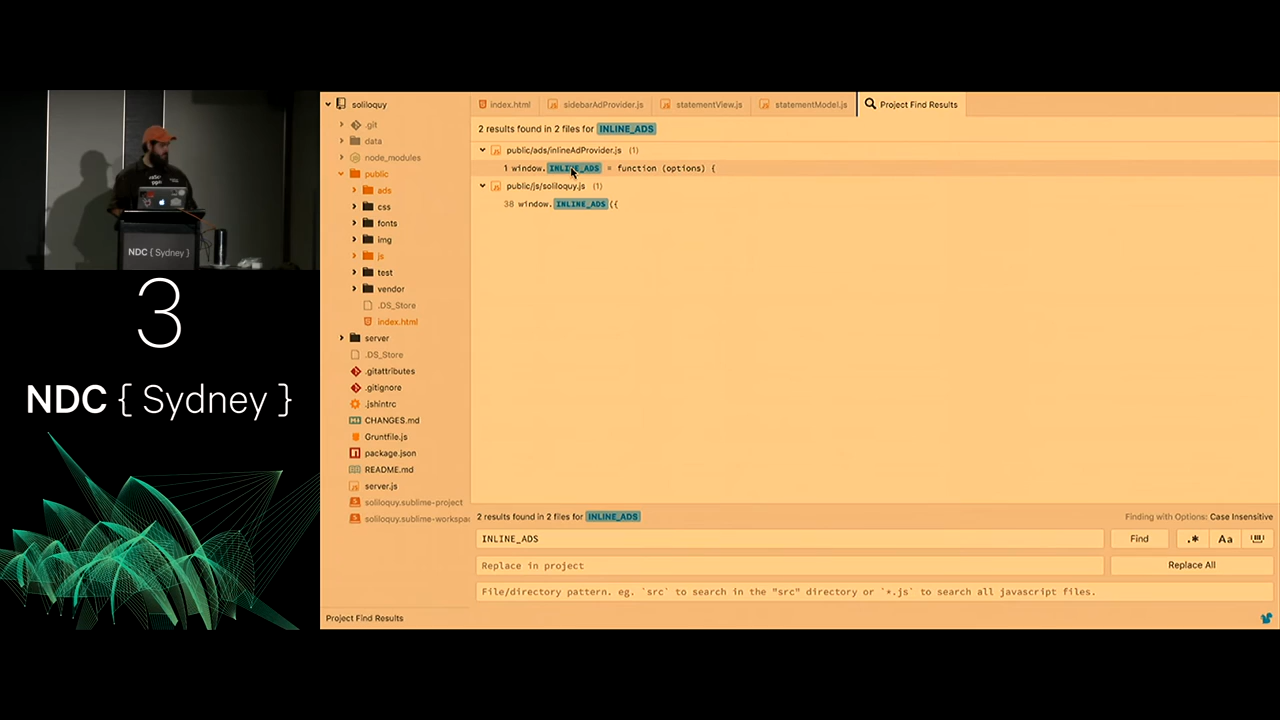 NDC { Sydney }
3
NDC { Sydney }
soliloquy
.git
data
node_modules
public
ads
css
fonts
img
js
test
vendor
.DS_Store
index.html
server
.DS_Store
.gitattributes
.gitignore
.jshintrc
CHANGES.md
Gruntfile.js
package.json
README.md
server.js
soliloquy.sublime-project
soliloquy.sublime-workspac
Project Find Results
index.html
sidebarAdProvider.js
statementView.js
statementModel.js
Project Find Results
2 results found in 2 files for INLINE_ADS
public/ads/inlineAdProvider.js (1)
1 window.INLINE_ADS = function (options) {
public/js/soliloquy.js (1)
38 window.INLINE_ADS({
2 results found in 2 files for INLINE_ADS
Finding with Options: Case Insensitive
INLINE_ADS
Find
.*
Aa
Replace in project
Replace All
File/directory pattern. eg. `src` to search in the "src" directory or `*.js` to search all javascript files.